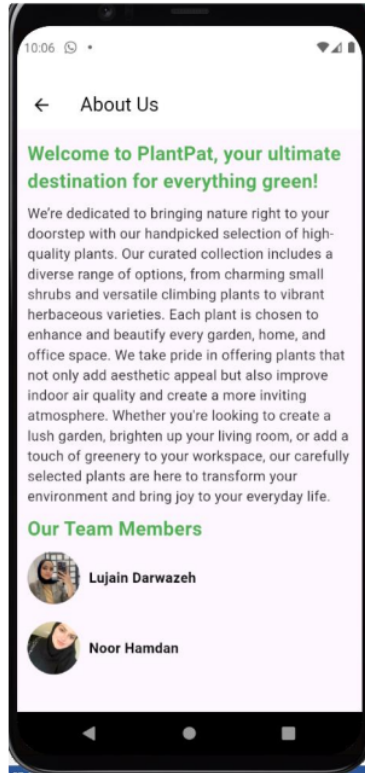 10:06
About Us
Welcome to PlantPat, your ultimate
destination for everything green!
We're dedicated to bringing nature right to your
doorstep with our handpicked selection of high-
quality plants. Our curated collection includes a
diverse range of options, from charming small
shrubs and versatile climbing plants to vibrant
herbaceous varieties. Each plant is chosen to
enhance and beautify every garden, home, and
office space. We take pride in offering plants that
not only add aesthetic appeal but also improve
indoor air quality and create a more inviting
atmosphere. Whether you're looking to create a
lush garden, brighten up your living room, or add a
touch of greenery to your workspace, our carefully
selected plants are here to transform your
environment and bring joy to your everyday life.
Our Team Members
Lujain Darwazeh
Noor Hamdan